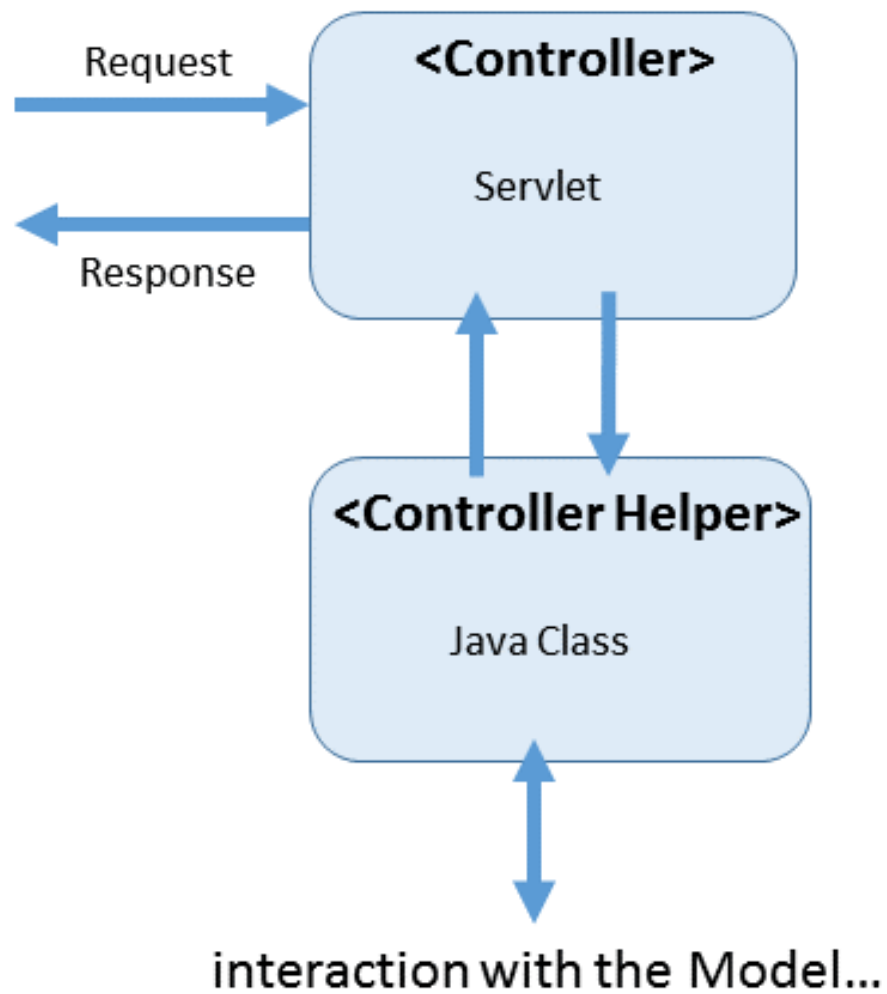 Request
<Controller>
Servlet
Response
<Controller Helper>
Java Class
interaction with the Model...